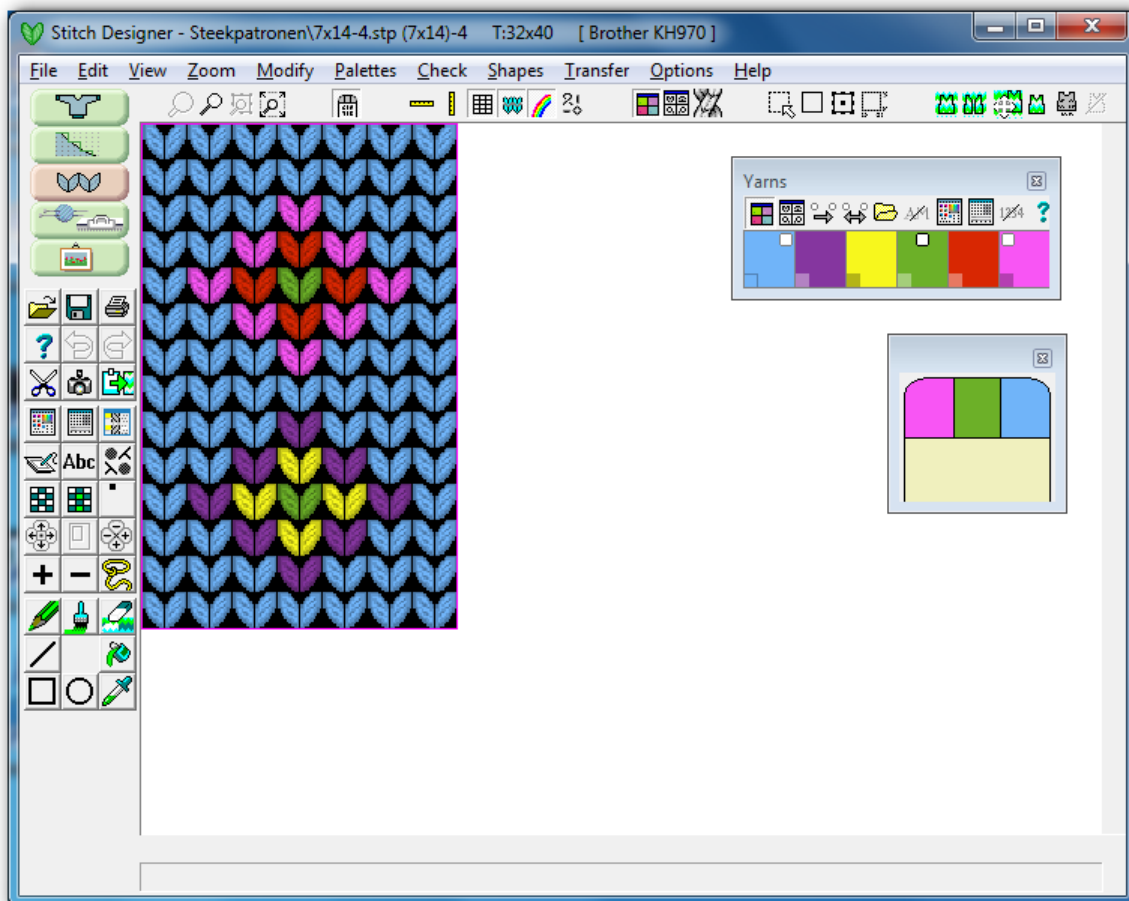 Stitch Designer - Steekpatronen\7x14-4.stp (7x14)-4 T:32x40 [ Brother KH970 ]
File Edit View Zoom Modify Palettes Check Shapes Transfer Options Help
Yarns
1234 ?
?
Abc